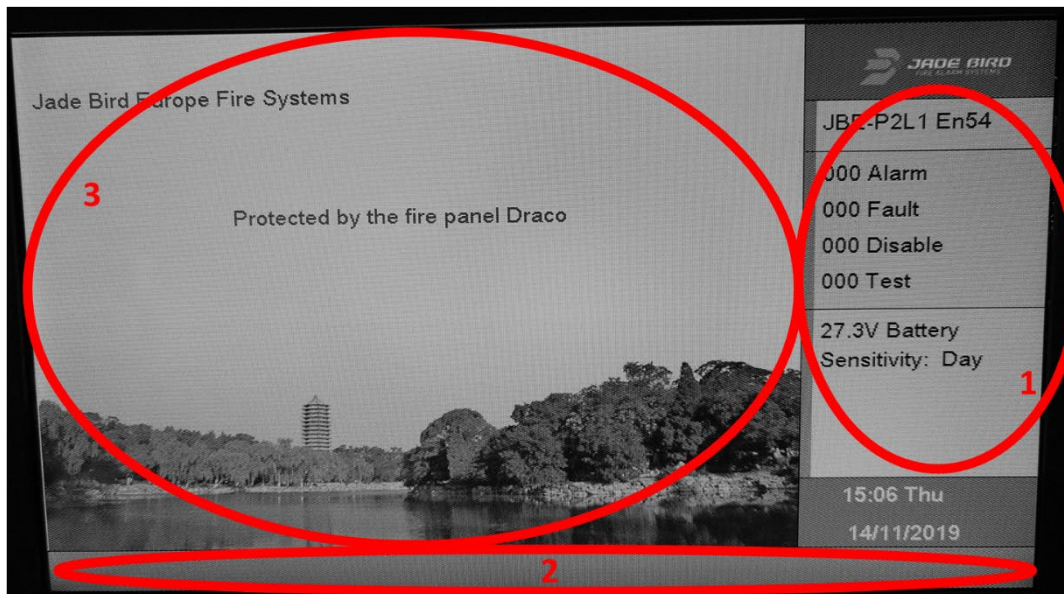 Jade Bird Europe Fire Systems
Protected by the fire panel Draco
3
JADE BIRD
FIRE ALARM SYSTEMS
JBE-P2L1 En54
000 Alarm
000 Fault
000 Disable
000 Test
27.3V Battery
Sensitivity: Day
1
15:06 Thu
14/11/2019
2